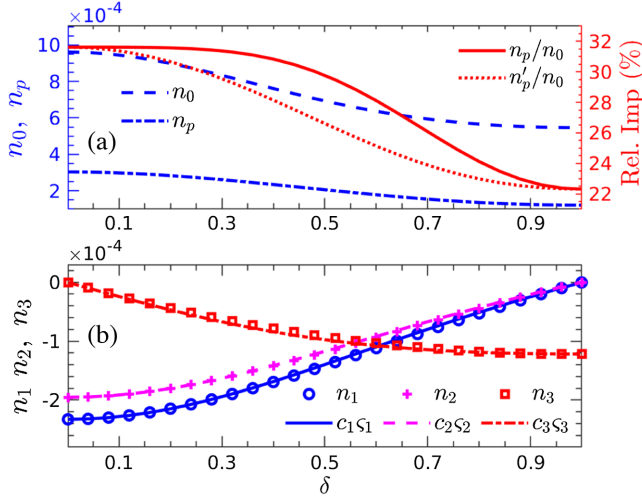 ×10⁻⁴
(a)
n₀, nₚ
10
8
6
4
2
n₀
nₚ
nₚ/n₀
n′ₚ/n₀
32
30
28
26
24
22
Rel. Imp (%)
0.1 0.3 0.5 0.7 0.9
×10⁻⁴
(b)
n₁ n₂, n₃
0
-1
-2
n₁ n₂ n₃
c₁ς₁ c₂ς₂ c₃ς₃
0.1 0.3 0.5 0.7 0.9
δ